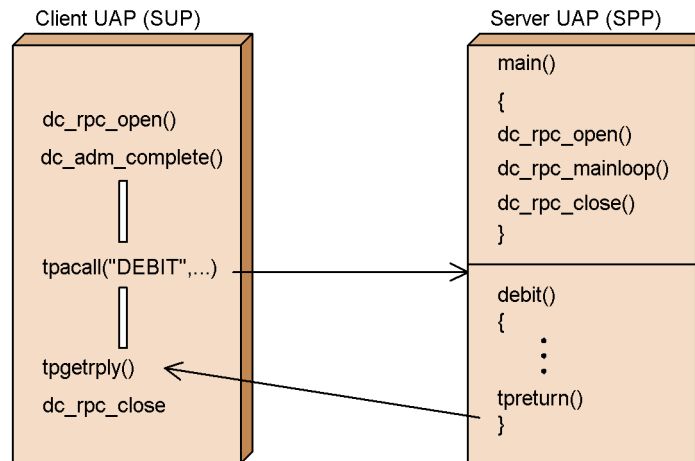 Client UAP (SUP)
dc_rpc_open()
dc_adm_complete()
tpacall("DEBIT",...)
tpgetrply()
dc_rpc_close
Server UAP (SPP)
main()
{
dc_rpc_open()
dc_rpc_mainloop()
dc_rpc_close()
}
debit()
{
tpreturn()
}